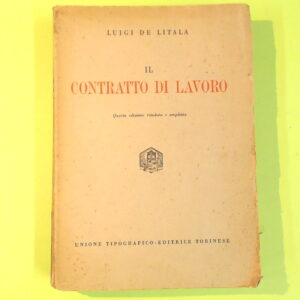 LUIGI DE LITALA
IL
CONTRATTO DI LAVORO
Quarta edizione riveduta e ampliata
UNIONE TIPOGRAFICO-EDITRICE TORINESE